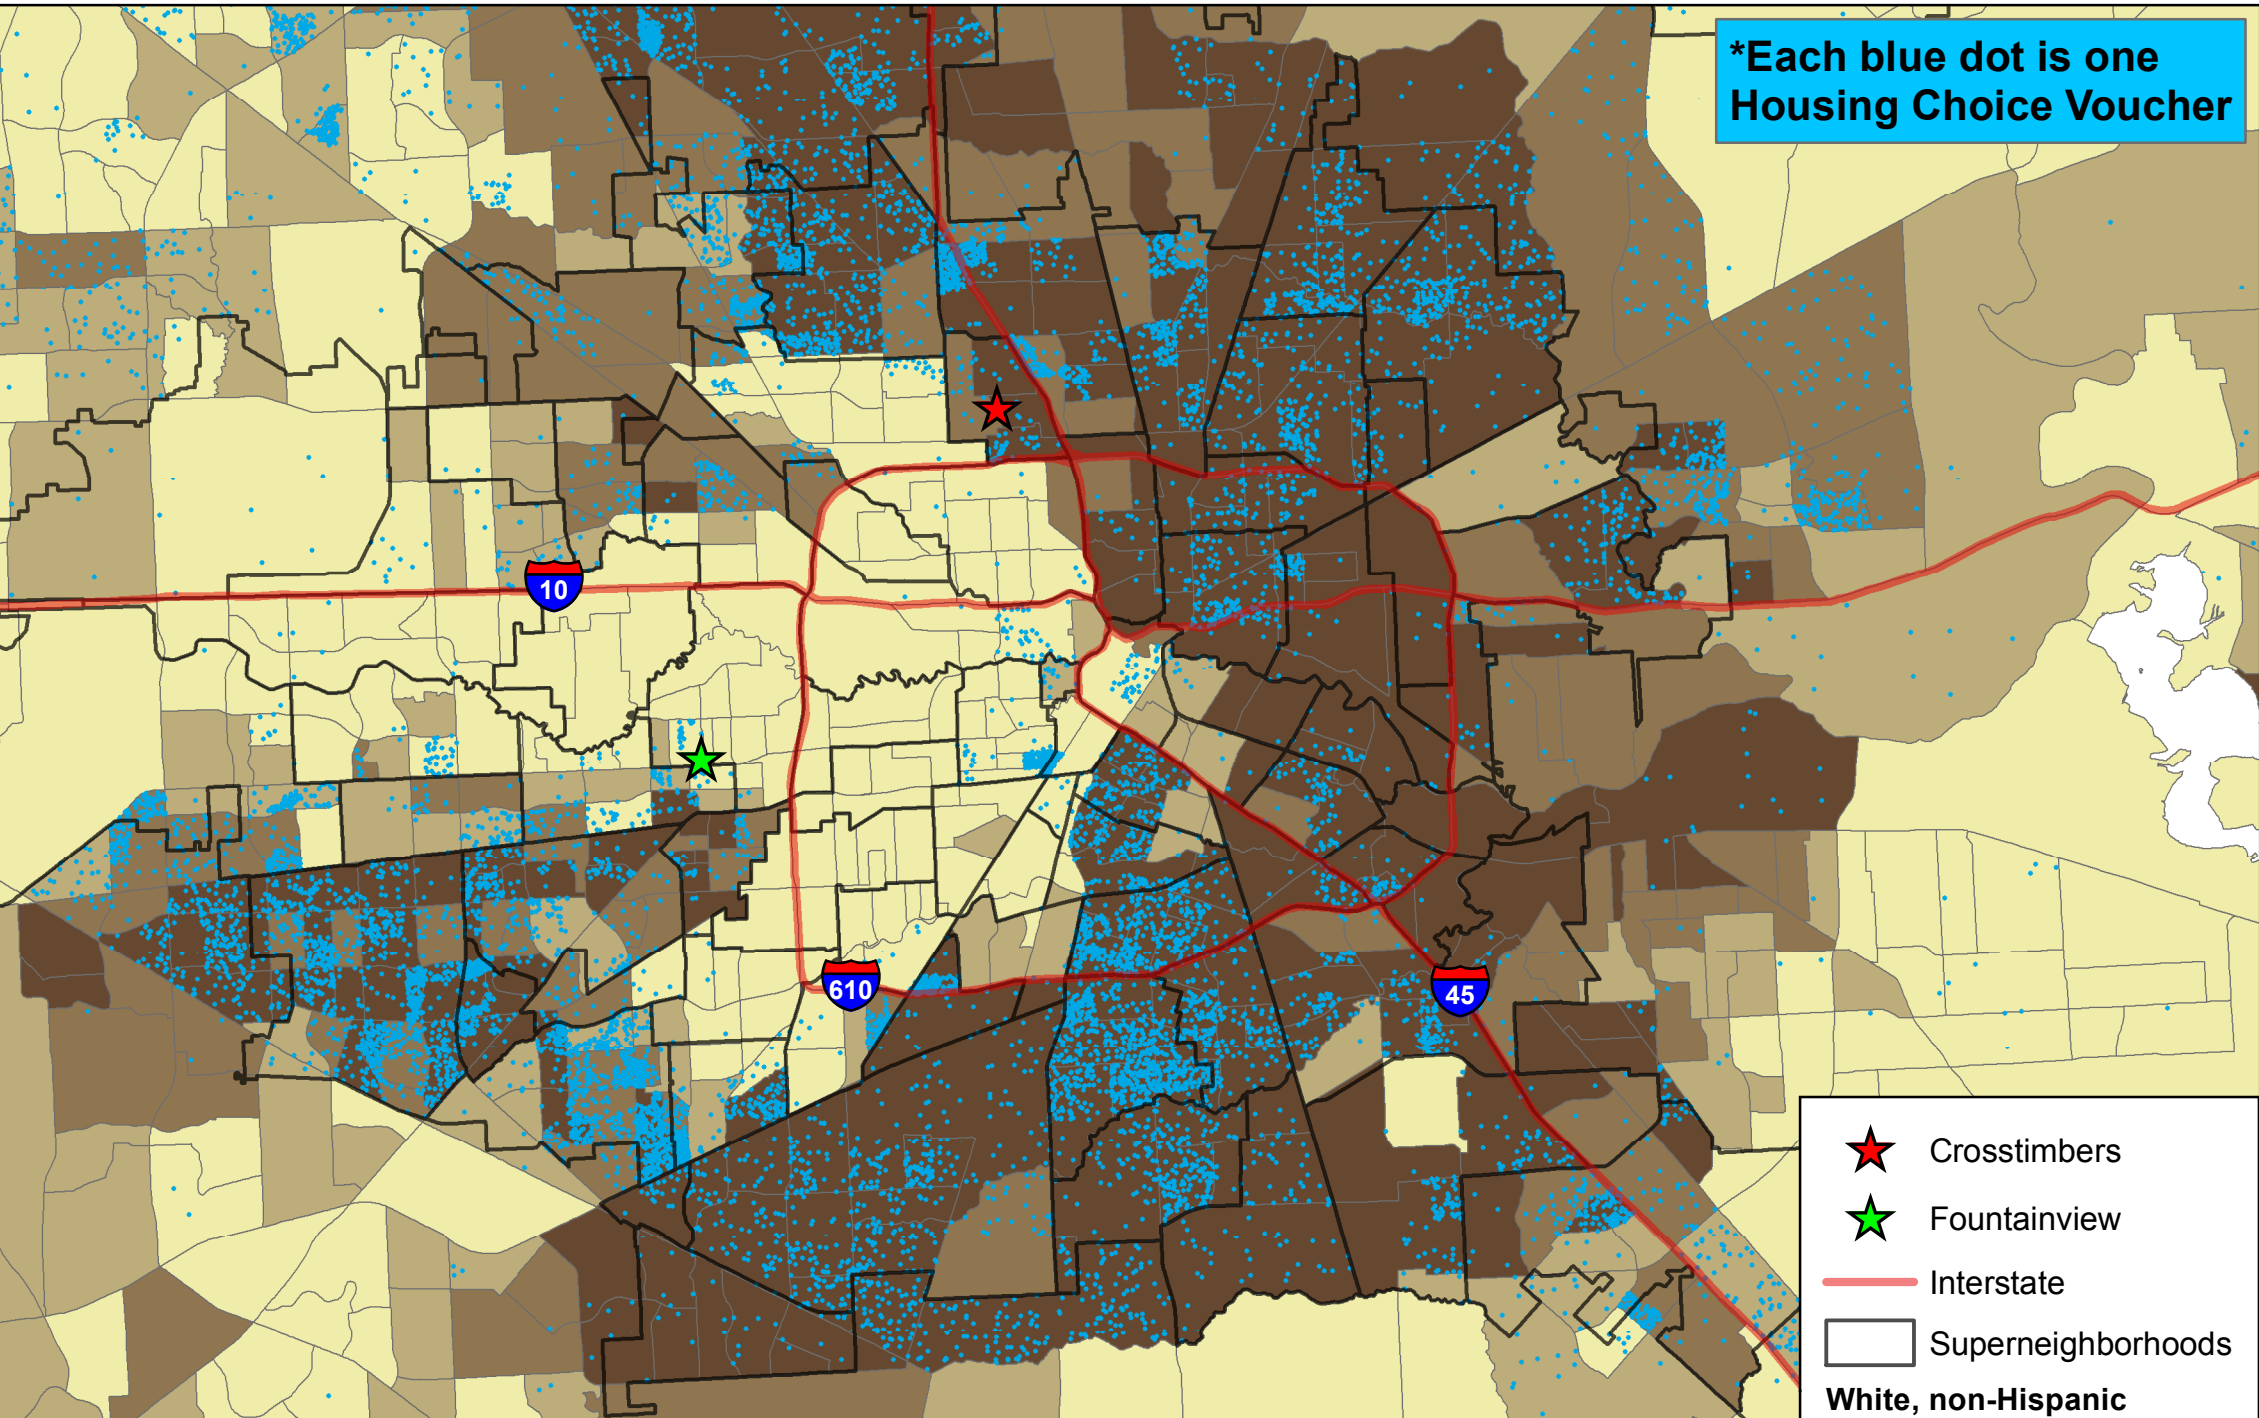 *Each blue dot is one
Housing Choice Voucher
10
610
45
Crosstimbers
Fountainview
Interstate
Superneighborhoods
White, non-Hispanic